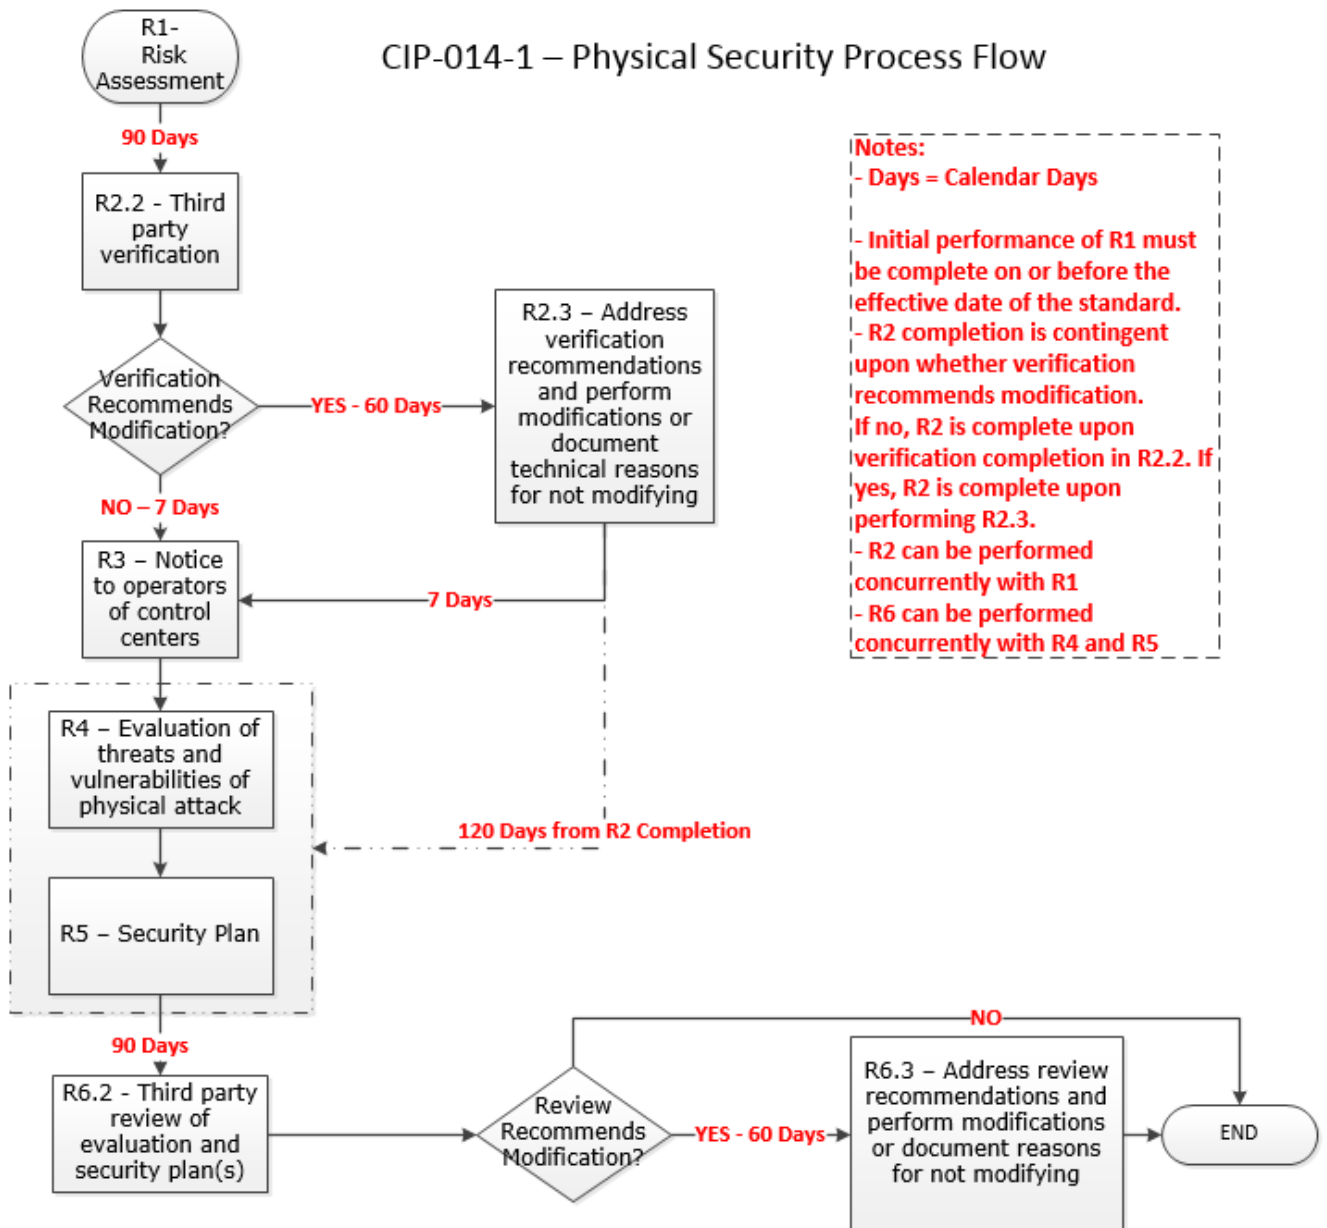 R1-
Risk
Assessment
CIP-014-1 – Physical Security Process Flow
90 Days
R2.2 - Third
party
verification
Notes:
- Days = Calendar Days
- Initial performance of R1 must
be complete on or before the
effective date of the standard.
- R2 completion is contingent
upon whether verification
recommends modification.
If no, R2 is complete upon
verification completion in R2.2. If
yes, R2 is complete upon
performing R2.3.
- R2 can be performed
concurrently with R1
- R6 can be performed
concurrently with R4 and R5
Verification
Recommends
Modification?
YES - 60 Days
R2.3 – Address
verification
recommendations
and perform
modifications or
document
technical reasons
for not modifying
NO – 7 Days
R3 – Notice
to operators
of control
centers
7 Days
R4 – Evaluation of
threats and
vulnerabilities of
physical attack
120 Days from R2 Completion
R5 – Security Plan
90 Days
R6.2 - Third party
review of
evaluation and
security plan(s)
Review
Recommends
Modification?
NO
YES - 60 Days
R6.3 – Address review
recommendations and
perform modifications
or document reasons
for not modifying
END